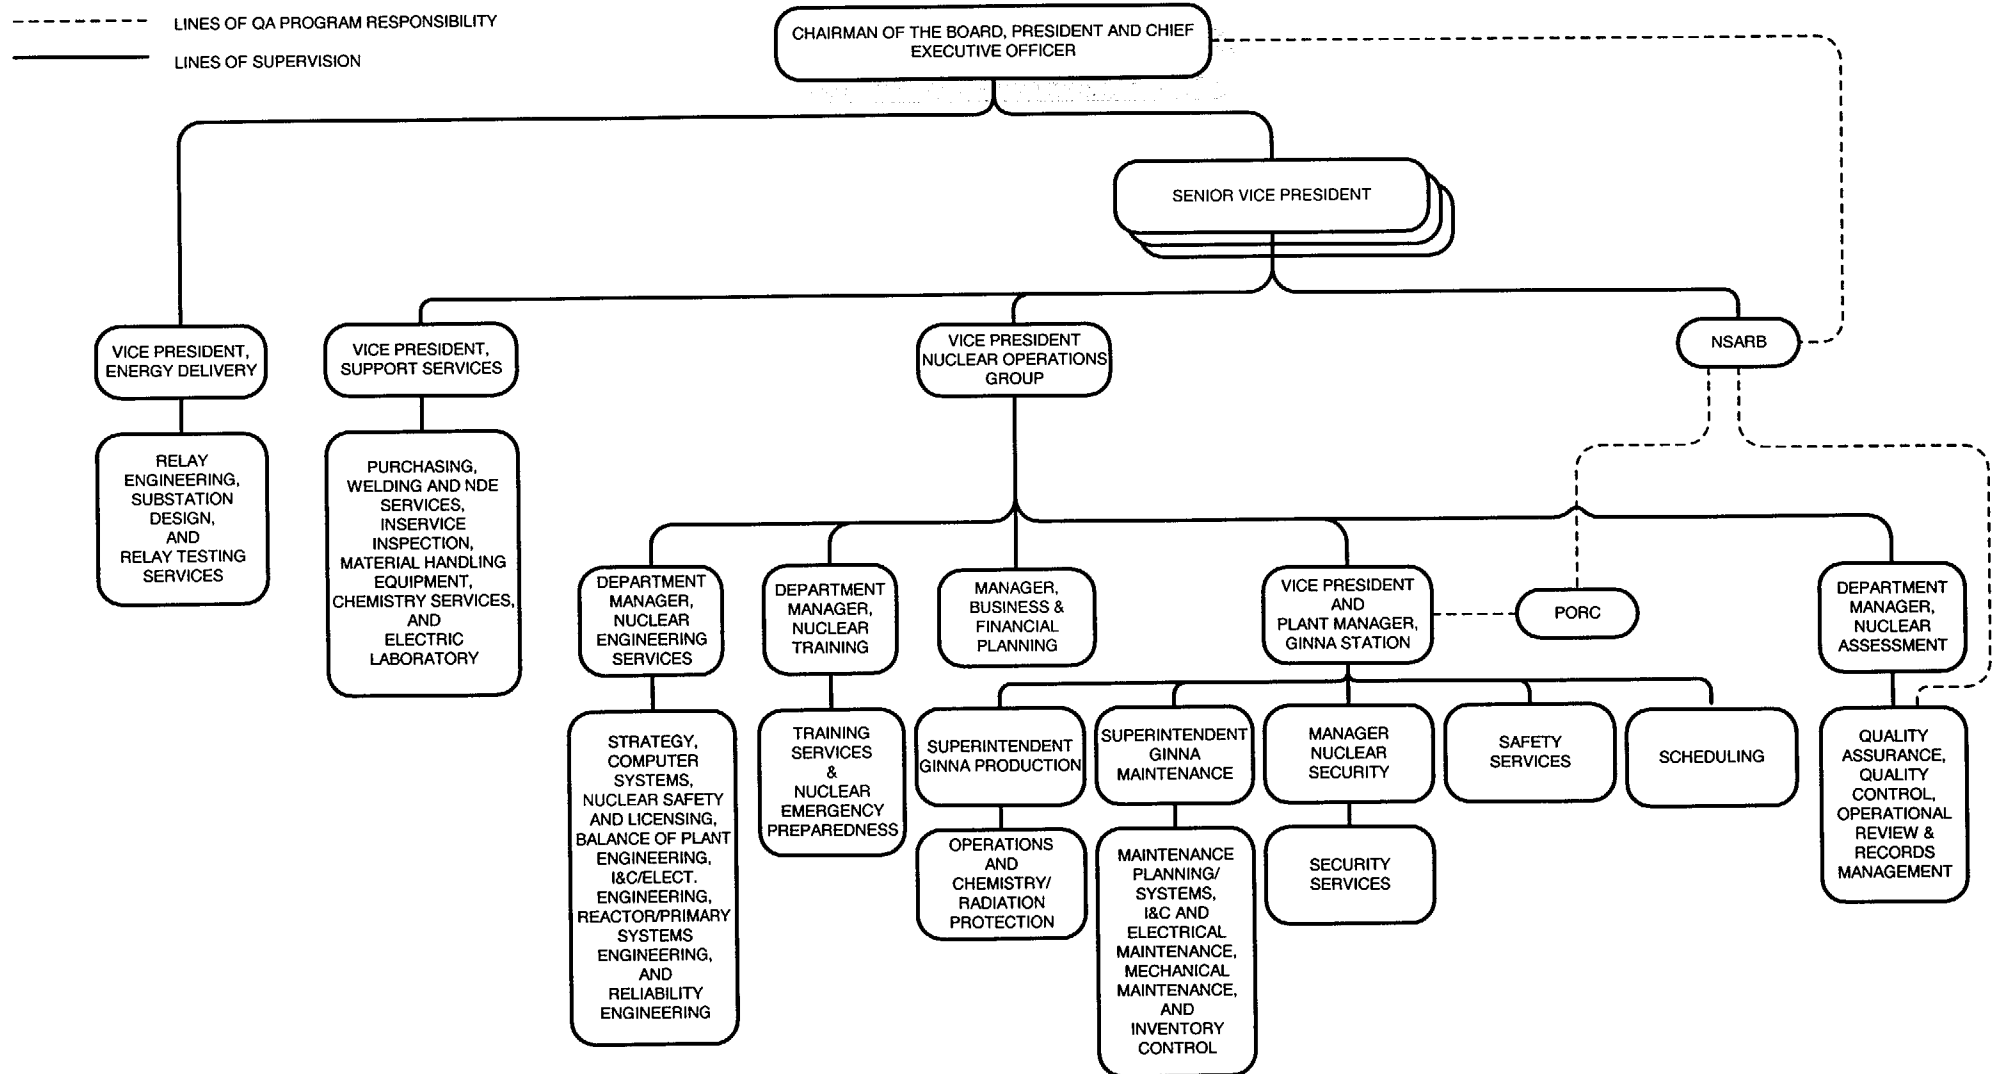 LINES OF QA PROGRAM RESPONSIBILITY
LINES OF SUPERVISION
CHAIRMAN OF THE BOARD, PRESIDENT AND CHIEF
EXECUTIVE OFFICER
SENIOR VICE PRESIDENT
VICE PRESIDENT,
ENERGY DELIVERY
VICE PRESIDENT,
SUPPORT SERVICES
VICE PRESIDENT
NUCLEAR OPERATIONS
GROUP
NSARB
RELAY
ENGINEERING,
SUBSTATION
DESIGN,
AND
RELAY TESTING
SERVICES
PURCHASING,
WELDING AND NDE
SERVICES,
INSERVICE
INSPECTION,
MATERIAL HANDLING
EQUIPMENT,
CHEMISTRY SERVICES,
AND
ELECTRIC
LABORATORY
DEPARTMENT
MANAGER,
NUCLEAR
ENGINEERING
SERVICES
DEPARTMENT
MANAGER,
NUCLEAR
TRAINING
MANAGER,
BUSINESS &
FINANCIAL
PLANNING
VICE PRESIDENT
AND
PLANT MANAGER,
GINNA STATION
PORC
DEPARTMENT
MANAGER,
NUCLEAR
ASSESSMENT
STRATEGY,
COMPUTER
SYSTEMS,
NUCLEAR SAFETY
AND LICENSING,
BALANCE OF PLANT
ENGINEERING,
I&C/ELECT.
ENGINEERING,
REACTOR/PRIMARY
SYSTEMS
ENGINEERING,
AND
RELIABILITY
ENGINEERING
TRAINING
SERVICES
&
NUCLEAR
EMERGENCY
PREPAREDNESS
SUPERINTENDENT
GINNA PRODUCTION
SUPERINTENDENT
GINNA
MAINTENANCE
MANAGER
NUCLEAR
SECURITY
SAFETY
SERVICES
SCHEDULING
QUALITY
ASSURANCE,
QUALITY
CONTROL,
OPERATIONAL
REVIEW &
RECORDS
MANAGEMENT
OPERATIONS
AND
CHEMISTRY/
RADIATION
PROTECTION
MAINTENANCE
PLANNING/
SYSTEMS,
I&C AND
ELECTRICAL
MAINTENANCE,
MECHANICAL
MAINTENANCE,
AND
INVENTORY
CONTROL
SECURITY
SERVICES